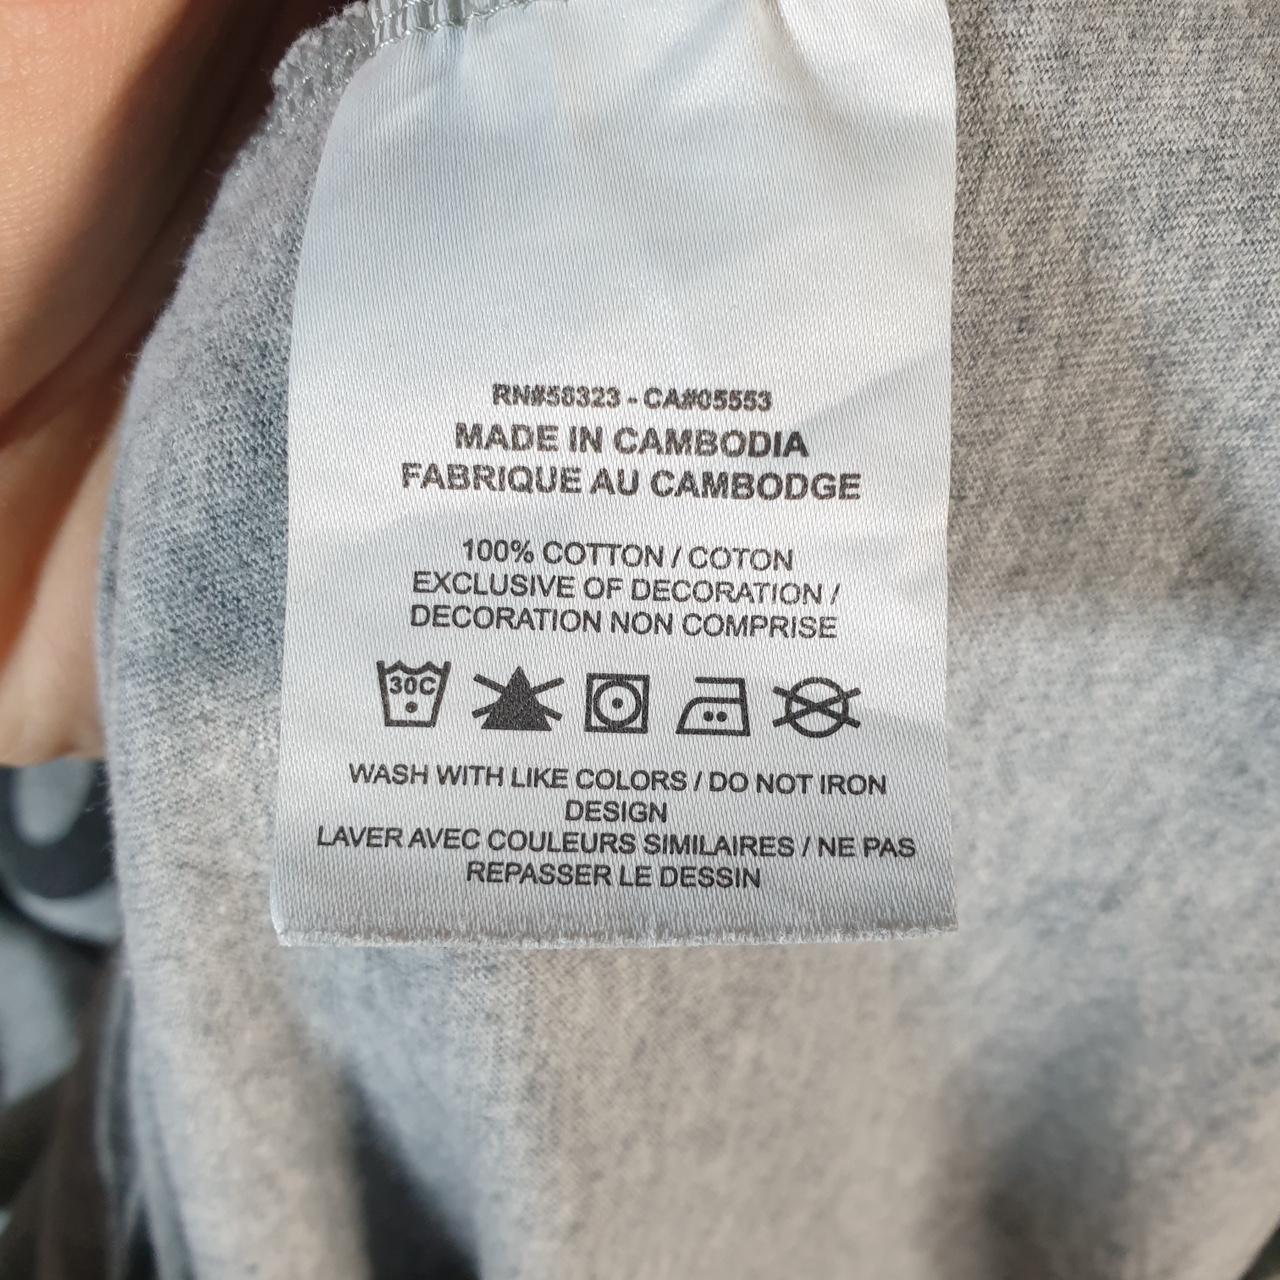 RN#56323 - CA#05553
MADE IN CAMBODIA
FABRIQUE AU CAMBODGE
100% COTTON / COTON
EXCLUSIVE OF DECORATION /
DECORATION NON COMPRISE
30C
WASH WITH LIKE COLORS / DO NOT IRON
DESIGN
LAVER AVEC COULEURS SIMILAIRES / NE PAS
REPASSER LE DESSIN